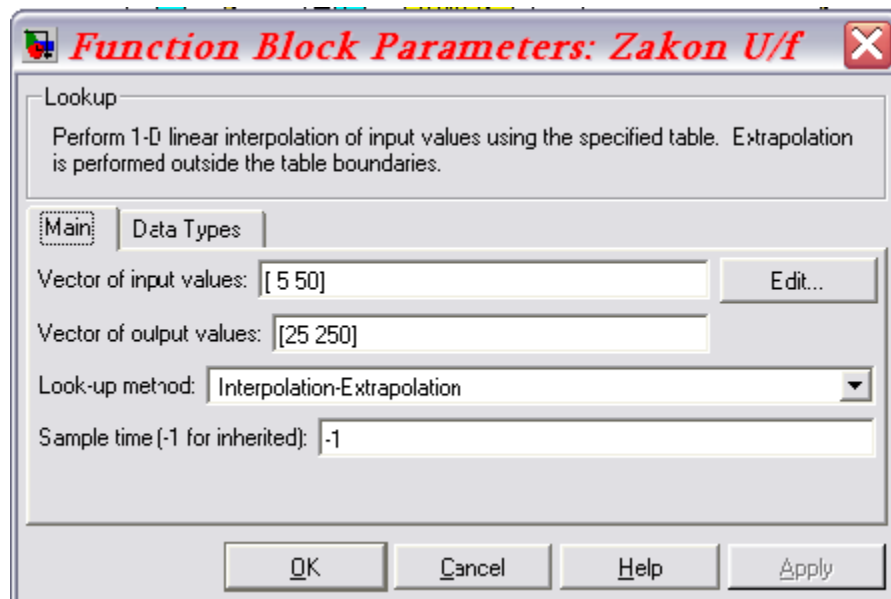 Function Block Parameters: Zakon U/f
Lookup
Perform 1-D linear interpolation of input values using the specified table. Extrapolation
is performed outside the table boundaries.
Main Data Types
Vector of input values: [ 5 50] Edit...
Vector of output values: [25 250]
Look-up method: Interpolation-Extrapolation
Sample time (-1 for inherited): -1
OK Cancel Help Apply